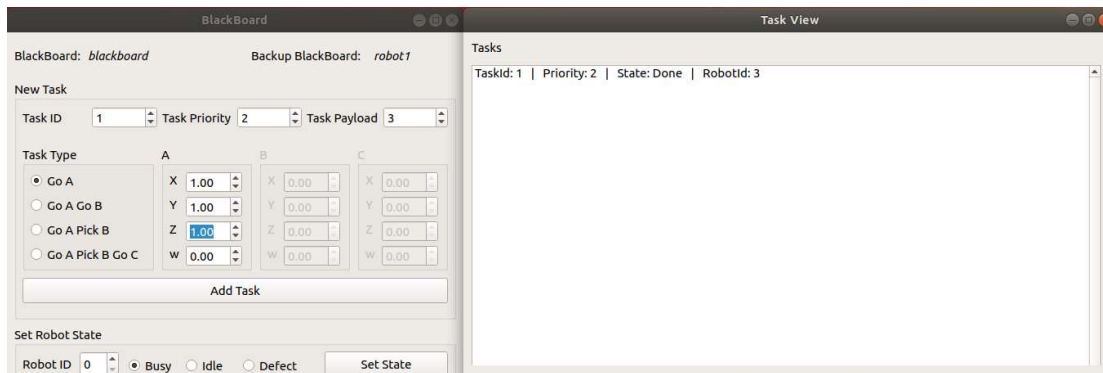 BlackBoard
BlackBoard: blackboard Backup BlackBoard: robot1
New Task
Task ID 1 Task Priority 2 Task Payload 3
Task Type A B C
Go A X 1.00 X 0.00 X 0.00
Go A Go B Y 1.00 Y 0.00 Y 0.00
Go A Pick B Z 1.00 Z 0.00 Z 0.00
Go A Pick B Go C w 0.00 W 0.00 W 0.00
Add Task
Set Robot State
Robot ID 0 Busy Idle Defect Set State
Task View
Tasks
TaskId: 1 | Priority: 2 | State: Done | RobotId: 3